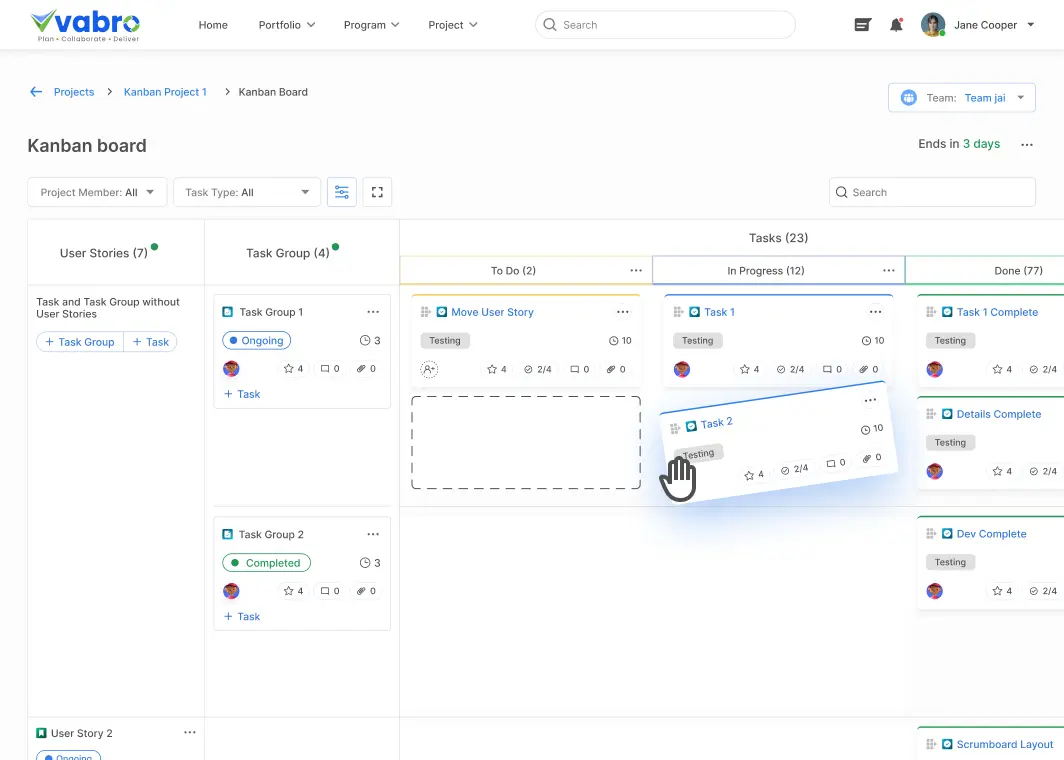 vabro
Plan - Collaborate - Deliver
Home
Portfolio
Program
Project
Search
Jane Cooper
Projects
Kanban Project 1
Kanban Board
Team: Team jai
Kanban board
Ends in 3 days
Project Member: All
Task Type: All
Search
User Stories (7)
Task Group (4)
Tasks (23)
To Do (2)
In Progress (12)
Done (77)
Task and Task Group without
User Stories
+ Task Group
+ Task
Task Group 1
Ongoing
3
4
0
0
+ Task
Move User Story
Testing
10
4
2/4
0
0
Task 1
Testing
10
4
2/4
0
0
Task 1 Complete
Testing
4
2/4
Task 2
Testing
10
4
2/4
0
0
Details Complete
Testing
4
2/4
Task Group 2
Completed
3
4
0
0
+ Task
Dev Complete
Testing
4
2/4
User Story 2
Ongoing
Scrumboard Layout